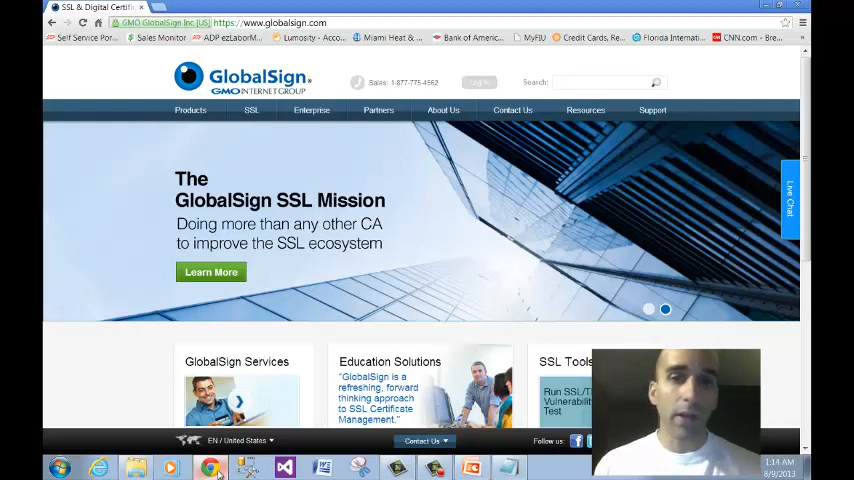 SSL & Digital Certifi
GMO GlobalSign Inc [US] https://www.globalsign.com
Self Service Por... Sales Monitor ADP ezLaborM... Lumosity - Acco... Miami Heat &... Bank of Americ... MyFIU Credit Cards, Re... Florida Internati... CNN.com - Bre...
GlobalSign
GMO INTERNET GROUP
Sales: 1-877-775-4562
Log In
Search:
Products SSL Enterprise Partners About Us Contact Us Resources Support
The
GlobalSign SSL Mission
Doing more than any other CA
to improve the SSL ecosystem
Learn More
Live Chat
GlobalSign Services
Education Solutions
"GlobalSign is a
refreshing, forward
thinking approach
to SSL Certificate
Management."
SSL Tools
Run SSL/T
Vulnerabili
Test
EN / United States
Contact Us
Follow us:
1:14 AM
8/9/2013